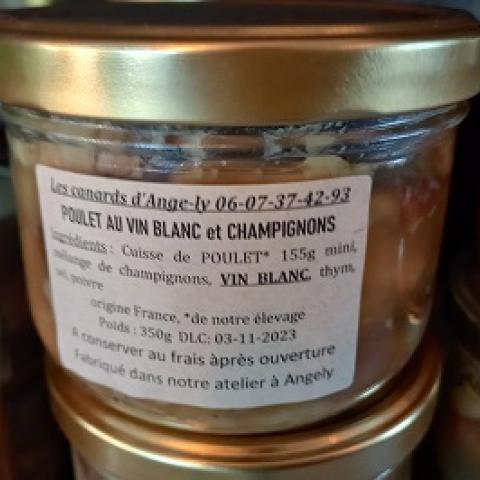 Les canards d'Ange-ly 06-07-37-42-93
POULET AU VIN BLANC et CHAMPIGNONS
Ingrédients : Cuisse de POULET* 155g mini,
mélange de champignons, VIN BLANC, thym,
sel, poivre
origine France, *de notre élevage
Poids : 350g DLC: 03-11-2023
A conserver au frais àprès ouverture
Fabriqué dans notre atelier à Angely